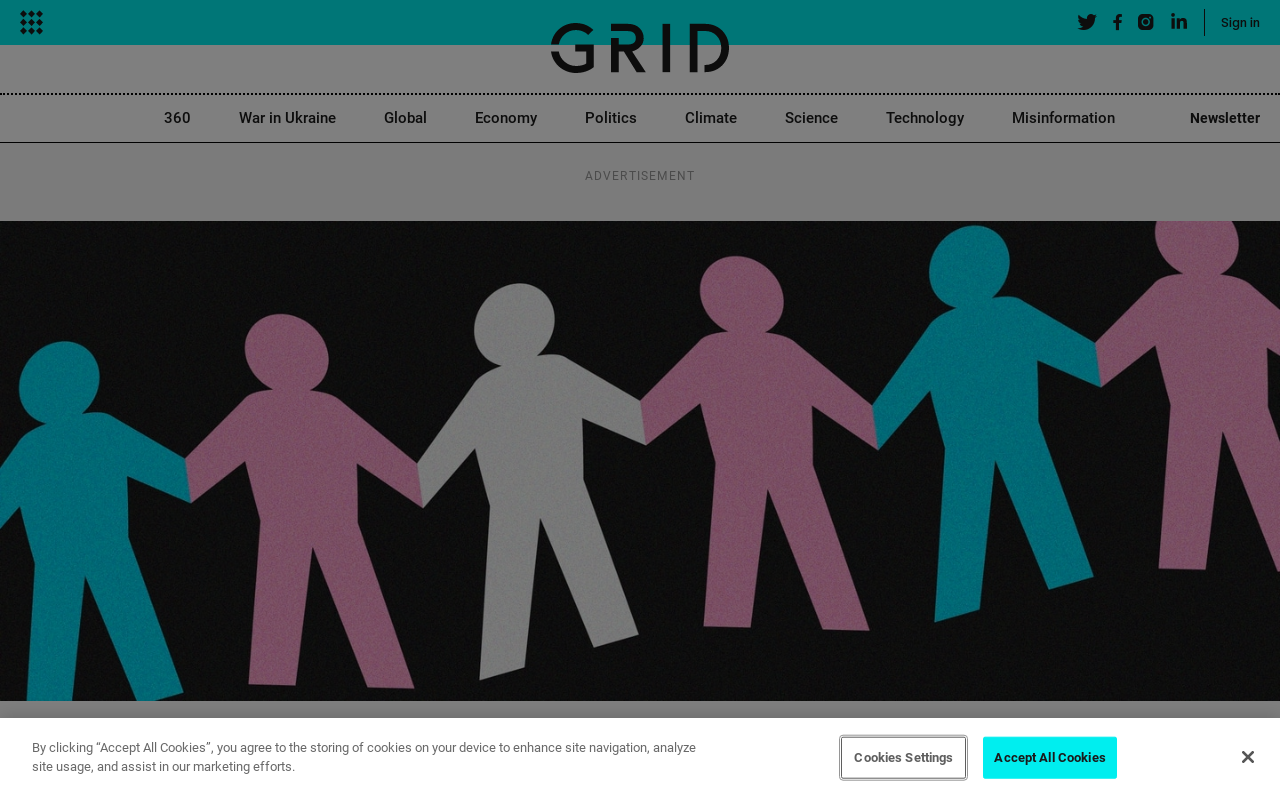 Sign in
GRID
360 War in Ukraine Global Economy Politics Climate Science Technology Misinformation Newsletter
ADVERTISEMENT
By clicking “Accept All Cookies”, you agree to the storing of cookies on your device to enhance site navigation, analyze
site usage, and assist in our marketing efforts.
Cookies Settings
Accept All Cookies